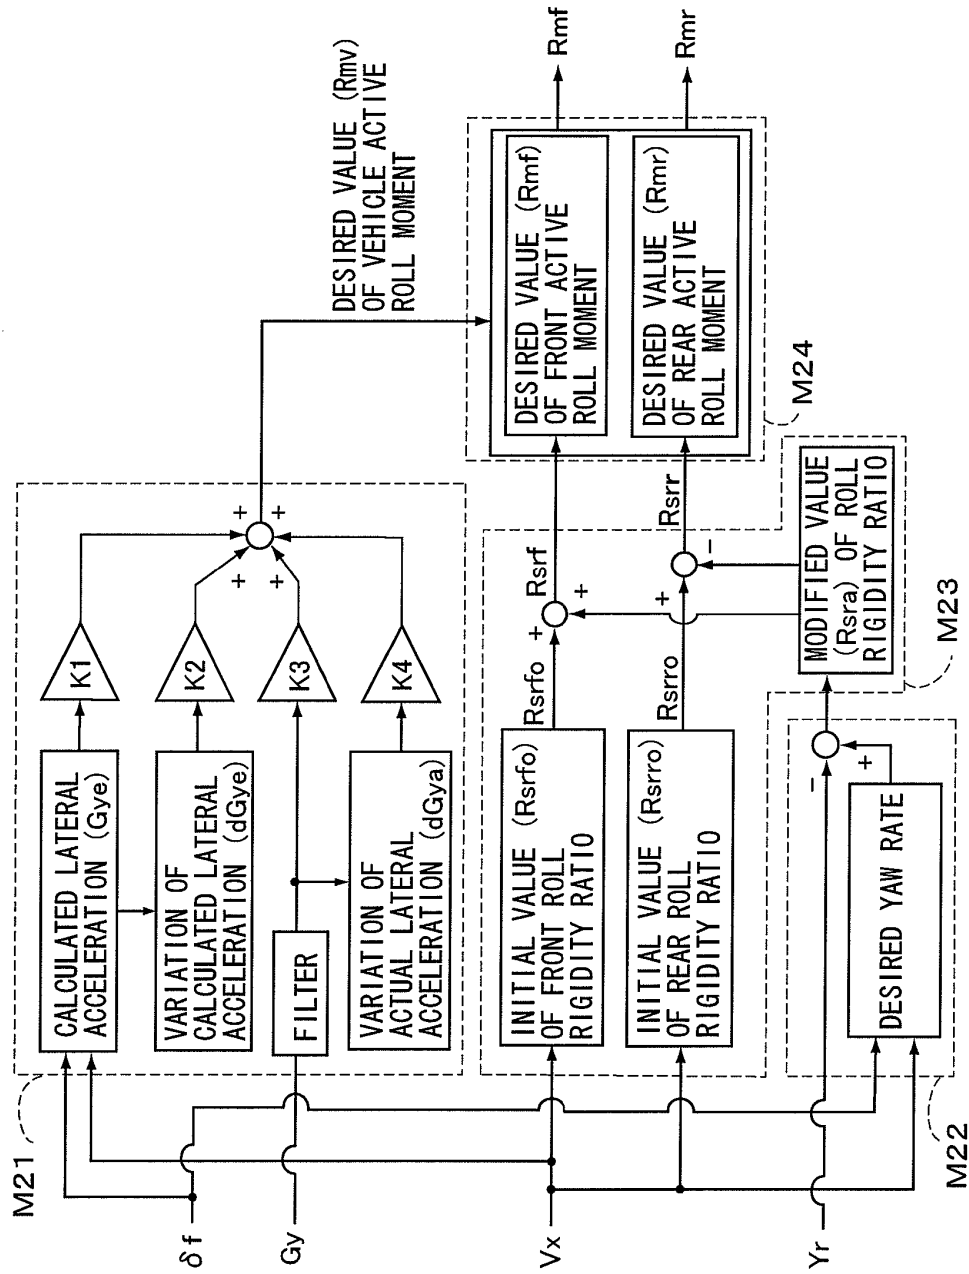 M21
CALCULATED LATERAL
ACCELERATION (Gye)
K1
VARIATION OF
CALCULATED LATERAL
ACCELERATION (dGye)
K2
FILTER
K3
VARIATION OF
ACTUAL LATERAL
ACCELERATION (dGya)
K4
+
+
+
+
DESIRED VALUE (Rmv)
OF VEHICLE ACTIVE
ROLL MOMENT
δf
Gy
Vx
Yr
INITIAL VALUE (Rsrfo)
OF FRONT ROLL
RIGIDITY RATIO
Rsrfo
+
+
Rsrf
INITIAL VALUE (Rsrro)
OF REAR ROLL
RIGIDITY RATIO
Rsrro
+
−
Rsrr
DESIRED VALUE (Rmf)
OF FRONT ACTIVE
ROLL MOMENT
Rmf
DESIRED VALUE (Rmr)
OF REAR ACTIVE
ROLL MOMENT
Rmr
M24
DESIRED YAW RATE
−
+
M22
MODIFIED VALUE
(Rsra) OF ROLL
RIGIDITY RATIO
M23